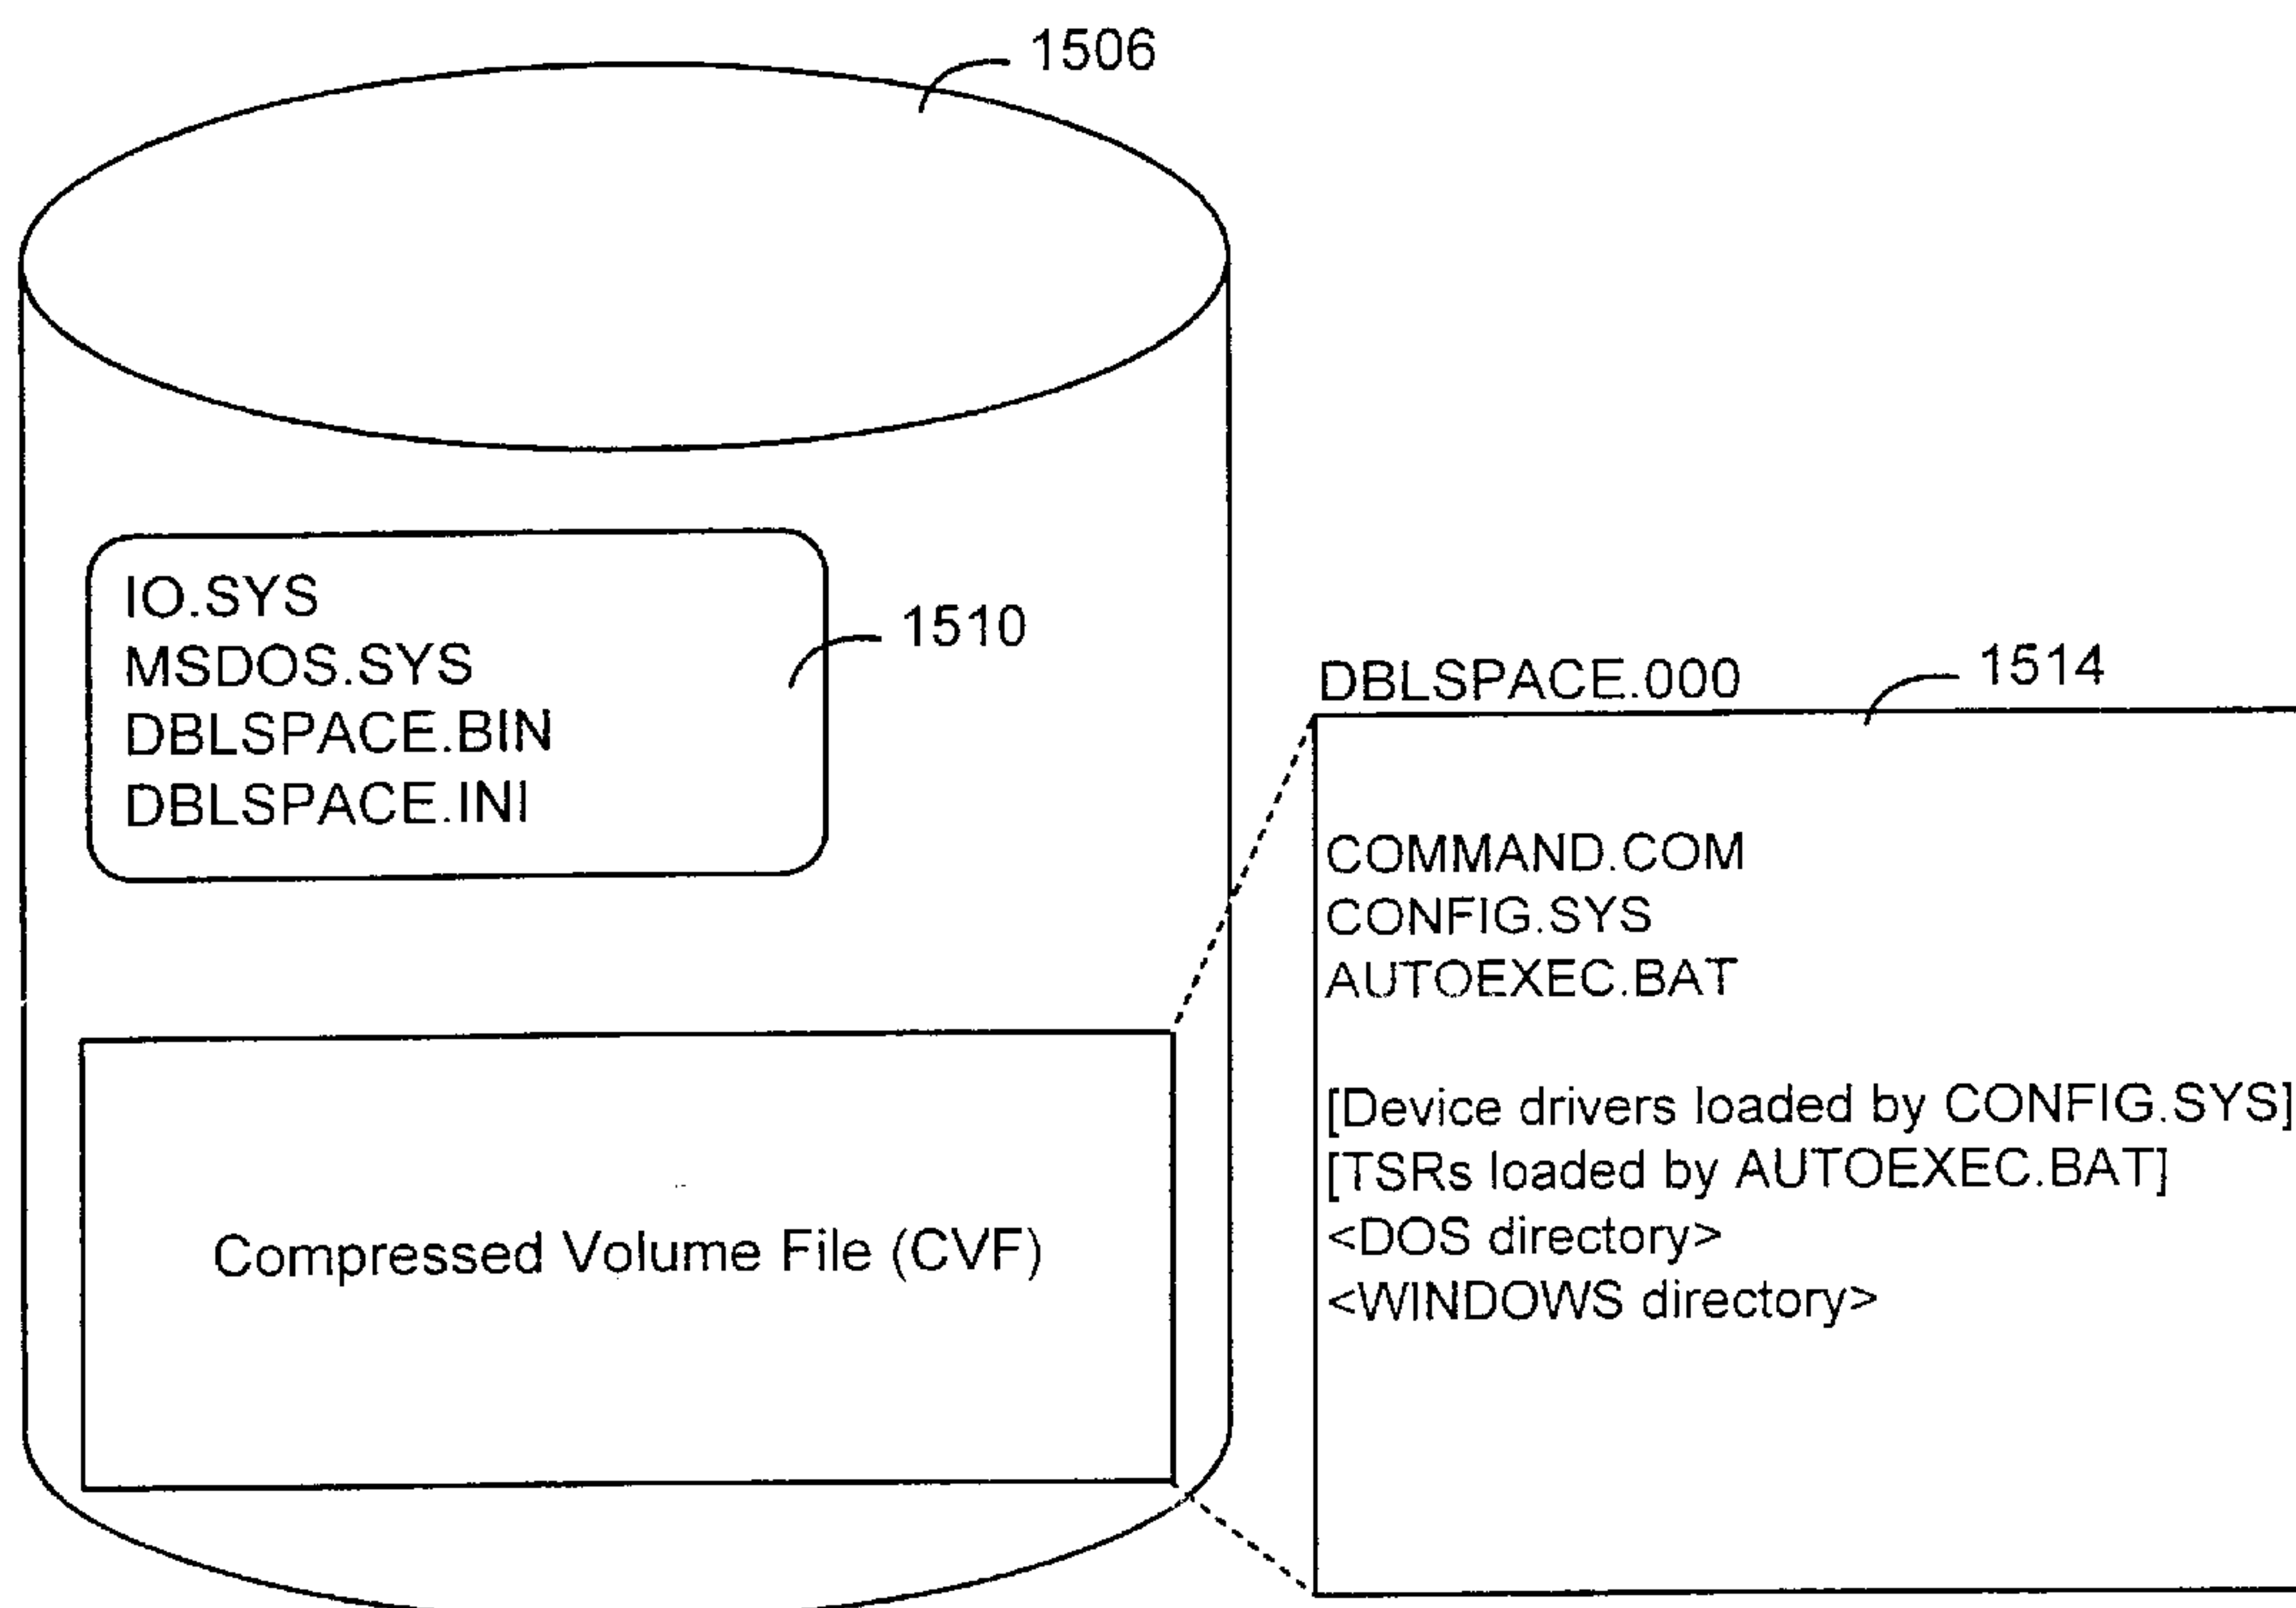 1506
IO.SYS
MSDOS.SYS
DBLSPACE.BIN
DBLSPACE.INI
1510
Compressed Volume File (CVF)
DBLSPACE.000
1514
COMMAND.COM
CONFIG.SYS
AUTOEXEC.BAT
[Device drivers loaded by CONFIG.SYS]
[TSRs loaded by AUTOEXEC.BAT]
<DOS directory>
<WINDOWS directory>